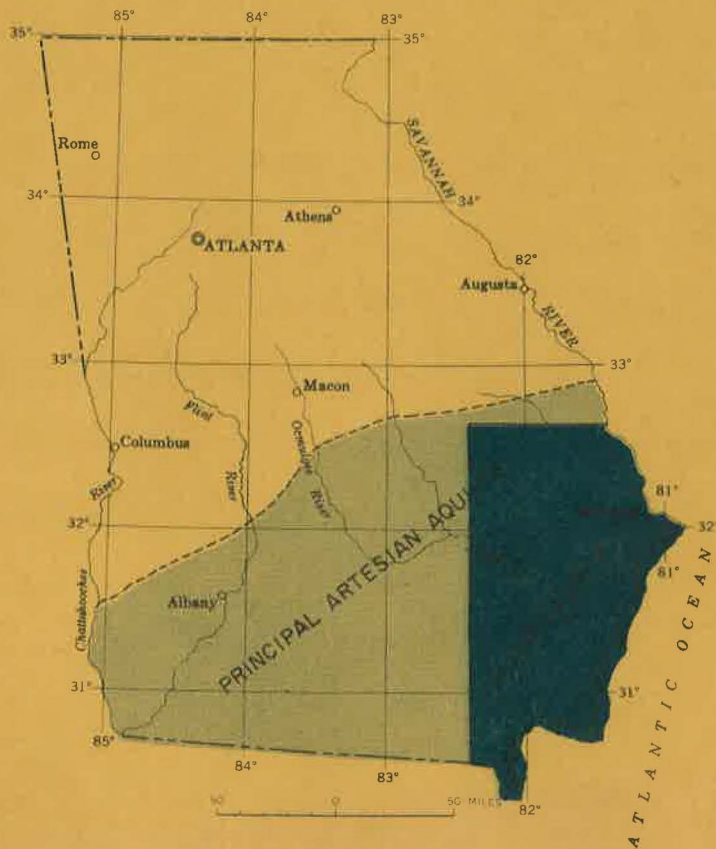 85°
84°
83°
35°
35°
SAVANNAH
Rome
34°
34°
Athens
ATLANTA
82°
Augusta
RIVER
33°
33°
Macon
Flint
Columbus
Ocmulgee
River
River
River
81°
32°
32°
81°
Chattahoochee
Albany
PRINCIPAL ARTESIAN
31°
31°
85°
84°
83°
82°
50 0 50 MILES
ATLANTIC OCEAN